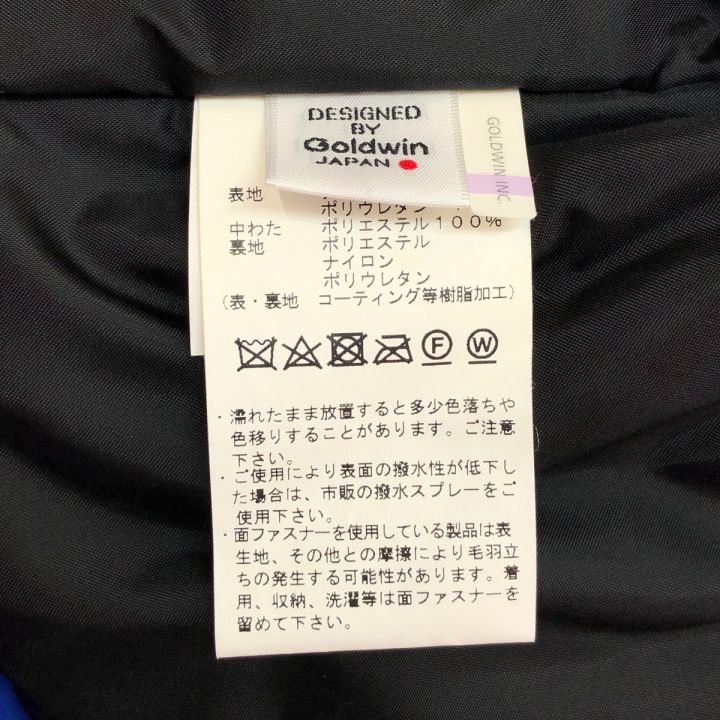 DESIGNED
BY
Goldwin
JAPAN
GOLDWIN INC.
表地
ポリウレタン
中わた ポリエステル１００％
裏地 ポリエステル
ナイロン
ポリウレタン
（表・裏地　コーティング等樹脂加工）
F W
・濡れたまま放置すると多少色落ちや
色移りすることがあります。ご注意
下さい。
・ご使用により表面の撥水性が低下し
た場合は、市販の撥水スプレーをご
使用下さい。
・面ファスナーを使用している製品は表
生地、その他との摩擦により毛羽立
ちの発生する可能性があります。着
用、収納、洗濯等は面ファスナーを
留めて下さい。